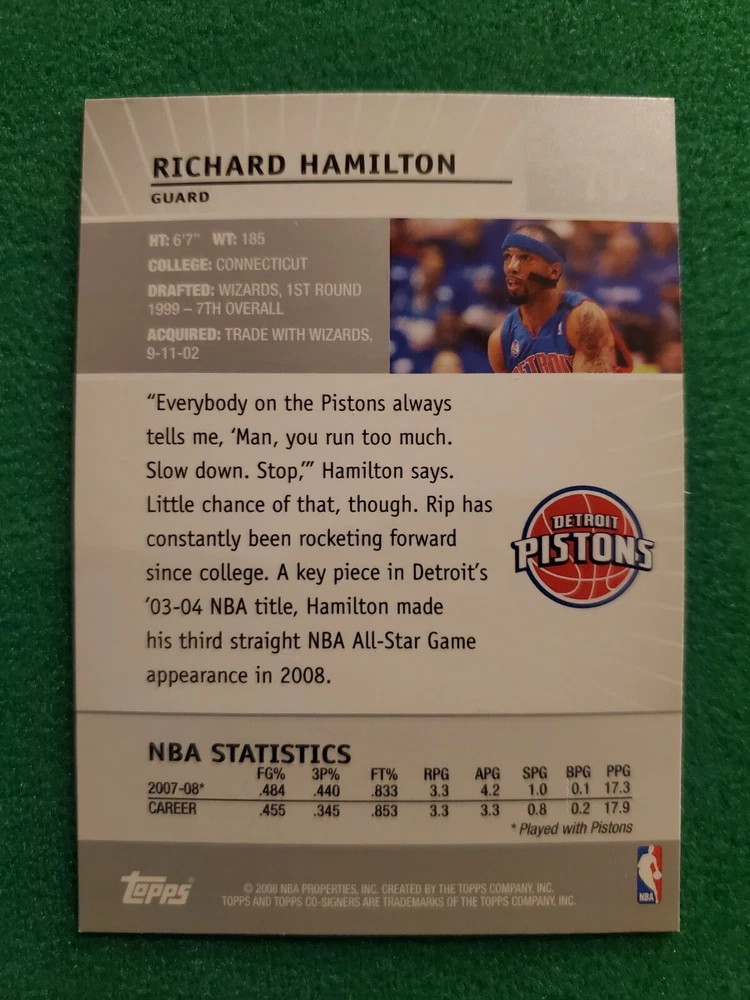 RICHARD HAMILTON
GUARD
HT: 6'7" WT: 185
COLLEGE: CONNECTICUT
DRAFTED: WIZARDS, 1ST ROUND
1999 – 7TH OVERALL
ACQUIRED: TRADE WITH WIZARDS,
9-11-02
DETROIT
"Everybody on the Pistons always
tells me, 'Man, you run too much.
Slow down. Stop,'" Hamilton says.
Little chance of that, though. Rip has
constantly been rocketing forward
since college. A key piece in Detroit's
'03-04 NBA title, Hamilton made
his third straight NBA All-Star Game
appearance in 2008.
DETROIT
PISTONS
NBA STATISTICS
FG% 3P% FT% RPG APG SPG BPG PPG
2007-08* .484 .440 .833 3.3 4.2 1.0 0.1 17.3
CAREER .455 .345 .853 3.3 3.3 0.8 0.2 17.9
* Played with Pistons
Topps
© 2008 NBA PROPERTIES, INC. CREATED BY THE TOPPS COMPANY, INC.
TOPPS AND TOPPS CO-SIGNERS ARE TRADEMARKS OF THE TOPPS COMPANY, INC.
NBA